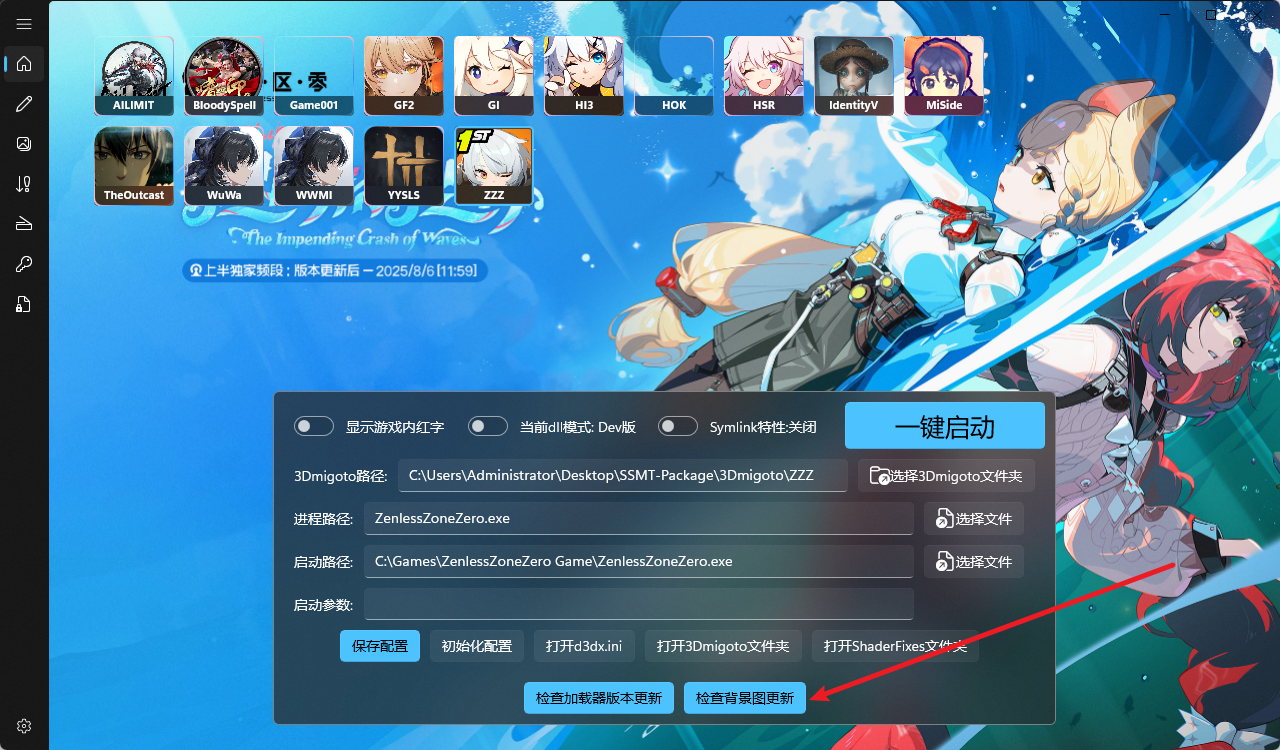 区·零
AILIMIT
BloodySpell
Game001
GF2
GI
HI3
HOK
HSR
IdentityV
MiSide
1ST
TheOutcast
WuWa
WWMI
YYSLS
ZZZ
The Impending Crash of Waves
上半独家频段：版本更新后 — 2025/8/6 [11:59]
显示游戏内红字
当前dll模式: Dev版
Symlink特性:关闭
一键启动
3Dmigoto路径:
C:\Users\Administrator\Desktop\SSMT-Package\3Dmigoto\ZZZ
选择3Dmigoto文件夹
进程路径:
ZenlessZoneZero.exe
选择文件
启动路径:
C:\Games\ZenlessZoneZero Game\ZenlessZoneZero.exe
选择文件
启动参数:
保存配置
初始化配置
打开d3dx.ini
打开3Dmigoto文件夹
打开ShaderFixes文件夹
检查加载器版本更新
检查背景图更新